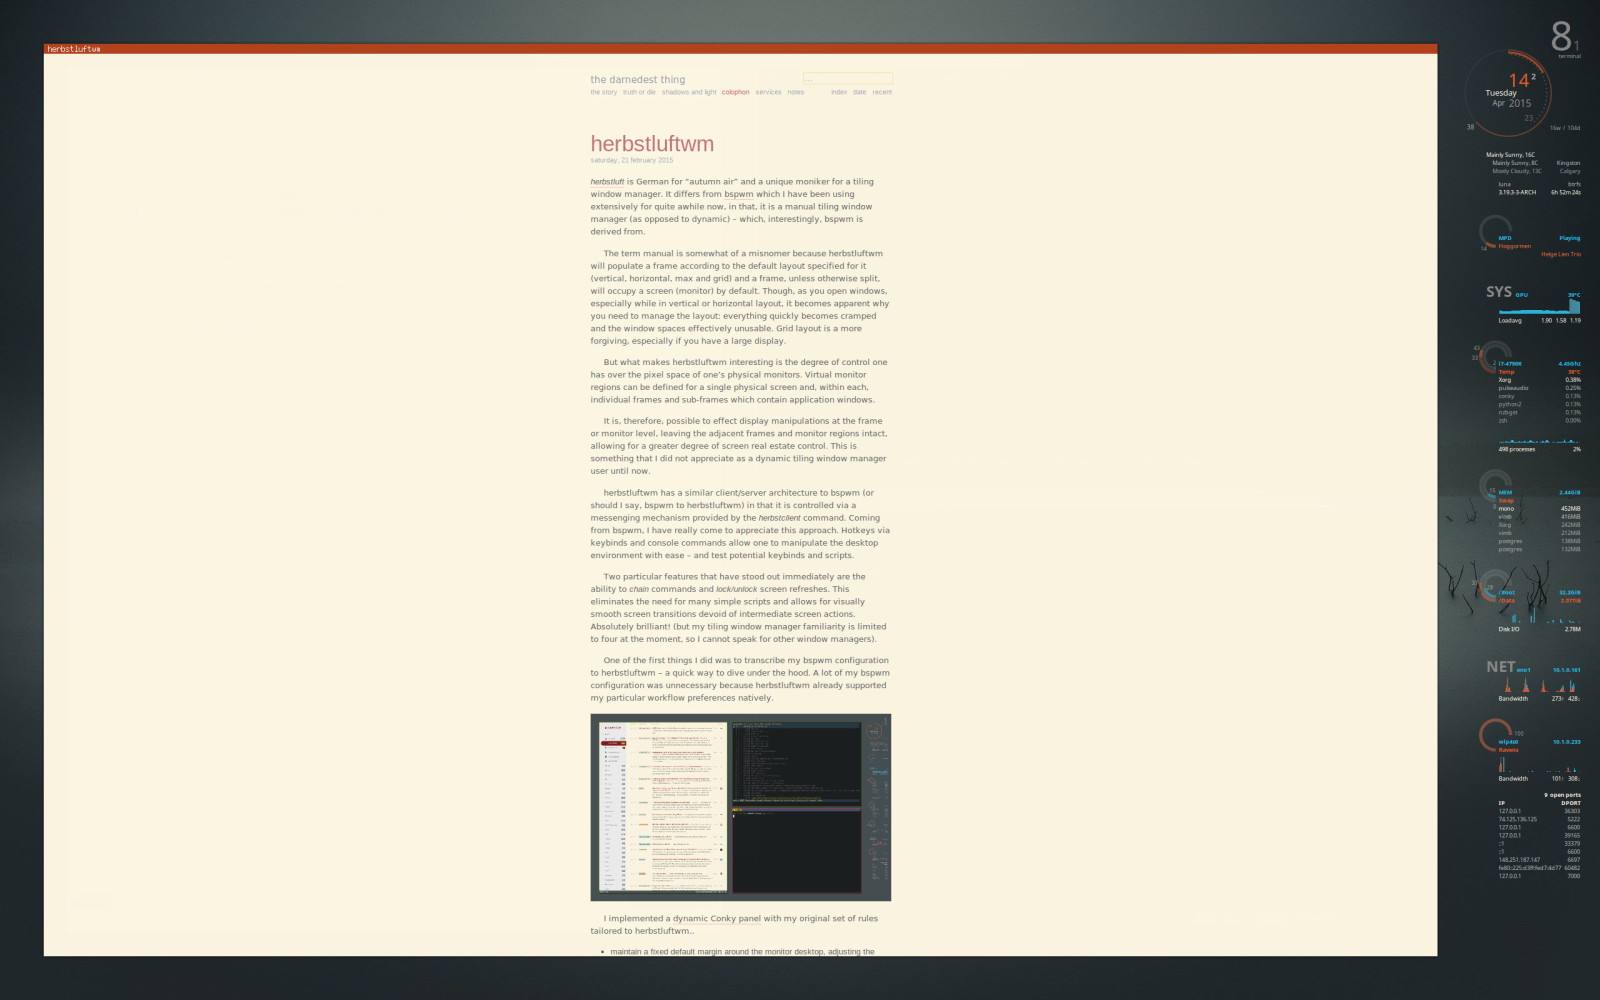 herbstluftwm
the darnedest thing
the story truth or die shadows and light colophon services notes index date recent
herbstluftwm
saturday, 21 february 2015
herbstluft is German for “autumn air” and a unique moniker for a tiling
window manager. It differs from bspwm which I have been using
extensively for quite awhile now, in that, it is a manual tiling window
manager (as opposed to dynamic) – which, interestingly, bspwm is
derived from.
The term manual is somewhat of a misnomer because herbstluftwm
will populate a frame according to the default layout specified for it
(vertical, horizontal, max and grid) and a frame, unless otherwise split,
will occupy a screen (monitor) by default. Though, as you open windows,
especially while in vertical or horizontal layout, it becomes apparent why
you need to manage the layout: everything quickly becomes cramped
and the window spaces effectively unusable. Grid layout is a more
forgiving, especially if you have a large display.
But what makes herbstluftwm interesting is the degree of control one
has over the pixel space of one’s physical monitors. Virtual monitor
regions can be defined for a single physical screen and, within each,
individual frames and sub-frames which contain application windows.
It is, therefore, possible to effect display manipulations at the frame
or monitor level, leaving the adjacent frames and monitor regions intact,
allowing for a greater degree of screen real estate control. This is
something that I did not appreciate as a dynamic tiling window manager
user until now.
herbstluftwm has a similar client/server architecture to bspwm (or
should I say, bspwm to herbstluftwm) in that it is controlled via a
messenging mechanism provided by the herbstclient command. Coming
from bspwm, I have really come to appreciate this approach. Hotkeys via
keybinds and console commands allow one to manipulate the desktop
environment with ease – and test potential keybinds and scripts.
Two particular features that have stood out immediately are the
ability to chain commands and lock/unlock screen refreshes. This
eliminates the need for many simple scripts and allows for visually
smooth screen transitions devoid of intermediate screen actions.
Absolutely brilliant! (but my tiling window manager familiarity is limited
to four at the moment, so I cannot speak for other window managers).
One of the first things I did was to transcribe my bspwm configuration
to herbstluftwm – a quick way to dive under the hood. A lot of my bspwm
configuration was unnecessary because herbstluftwm already supported
my particular workflow preferences natively.
I implemented a dynamic Conky panel with my original set of rules
tailored to herbstluftwm..
• maintain a fixed default margin around the monitor desktop, adjusting the
8 1
terminal
14 2
Tuesday
Apr 2015
23
38
16w / 104d
Mainly Sunny, 16C
Mainly Sunny, 8C Kingston
Mostly Cloudy, 13C Calgary
luna btrfs
3.19.3-3-ARCH 6h 52m 24s
MPD Playing
14 Floggormen
Helge Lien Trio
SYS GPU 39°C
Loadavg 1.90 1.58 1.19
i7-4790K 4.49Ghz
Temp 38°C
Xorg 0.38%
pulseaudio 0.25%
conky 0.13%
python2 0.13%
nzbget 0.13%
zsh 0.00%
498 processes 2%
15
MEM 2.44GiB
Swap
mono 452MiB
vimb 416MiB
Xorg 242MiB
vimb 212MiB
postgres 138MiB
postgres 132MiB
/Root 32.2GiB
/Data 2.07TiB
Disk I/O 2.78M
NET eno1 10.1.0.101
Bandwidth 273↑ 428↓
100
wlp4s0 10.1.0.233
Ravens
Bandwidth 101↑ 308↓
9 open ports
IP DPORT
127.0.0.1 36303
74.125.136.125 5222
127.0.0.1 6600
127.0.0.1 39165
::1 33379
::1 6600
148.251.187.147 6697
60482
127.0.0.1 7000